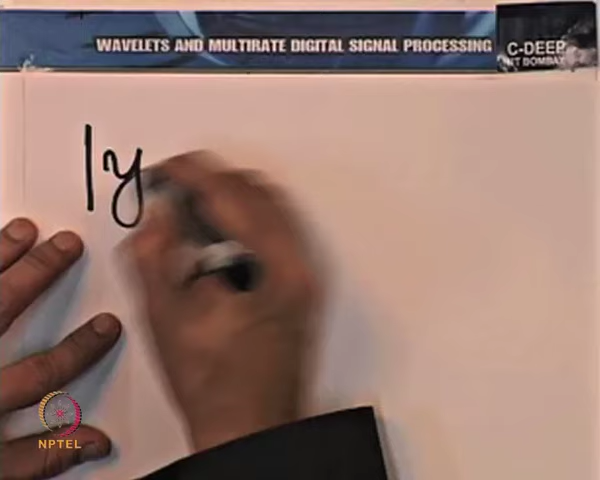 WAVELETS AND MULTIRATE DIGITAL SIGNAL PROCESSING
C-DEEP
IIT BOMBAY
|y
NPTEL